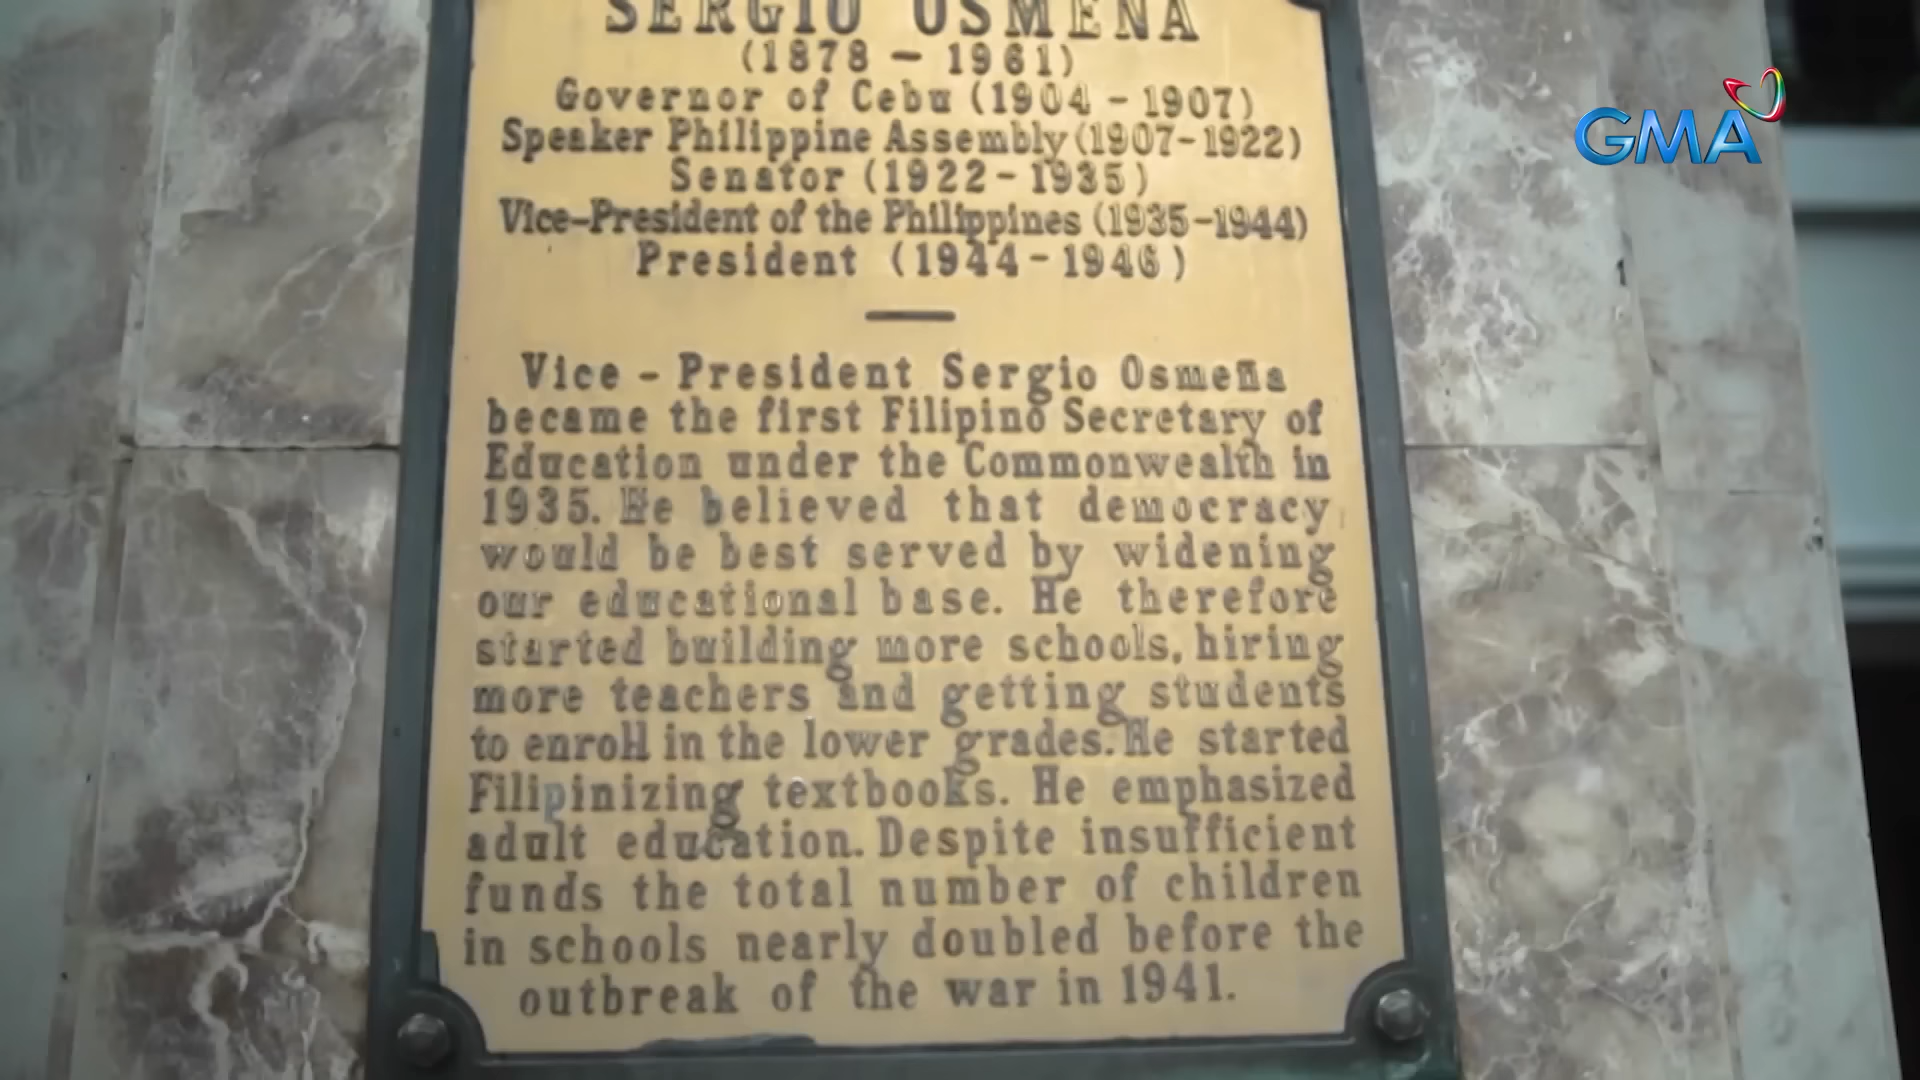 SERGIO OSMEÑA
(1878 – 1961)
GMA
Governor of Cebu (1904 – 1907)
Speaker Philippine Assembly (1907–1922)
Senator (1922 – 1935)
Vice–President of the Philippines (1935–1944)
President (1944 – 1946)
Vice – President Sergio Osmeña
became the first Filipino Secretary of
Education under the Commonwealth in
1935. He believed that democracy
would be best served by widening
our educational base. He therefore
started building more schools, hiring
more teachers and getting students
to enroll in the lower grades. He started
Filipinizing textbooks. He emphasized
adult education. Despite insufficient
funds the total number of children
in schools nearly doubled before the
outbreak of the war in 1941.